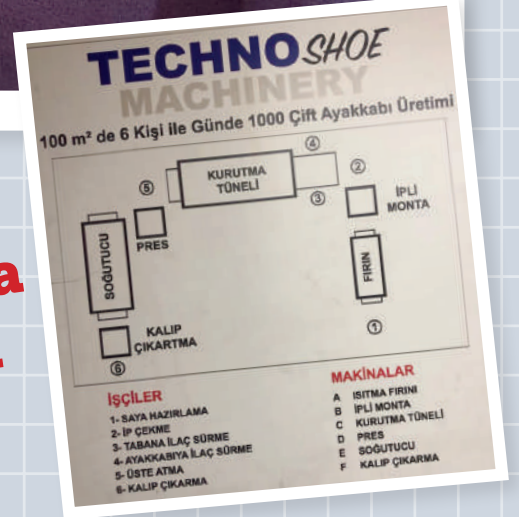 TECHNO SHOE
MACHINERY
100 m² de 6 Kişi ile Günde 1000 Çift Ayakkabı Üretimi
④
KURUTMA
TÜNELİ
②
⑤
③
İPLİ
MONTA
PRES
SOĞUTUCU
FIRIN
KALIP
ÇIKARTMA
①
⑥
İŞÇİLER
1- SAYA HAZIRLAMA
2- İP ÇEKME
3- TABANA İLAÇ SÜRME
4- AYAKKABIYA İLAÇ SÜRME
5- ÜSTE ATMA
6- KALIP ÇIKARMA
MAKİNALAR
A ISITMA FIRINI
B İPLİ MONTA
C KURUTMA TÜNELİ
D PRES
E SOĞUTUCU
F KALIP ÇIKARMA
a